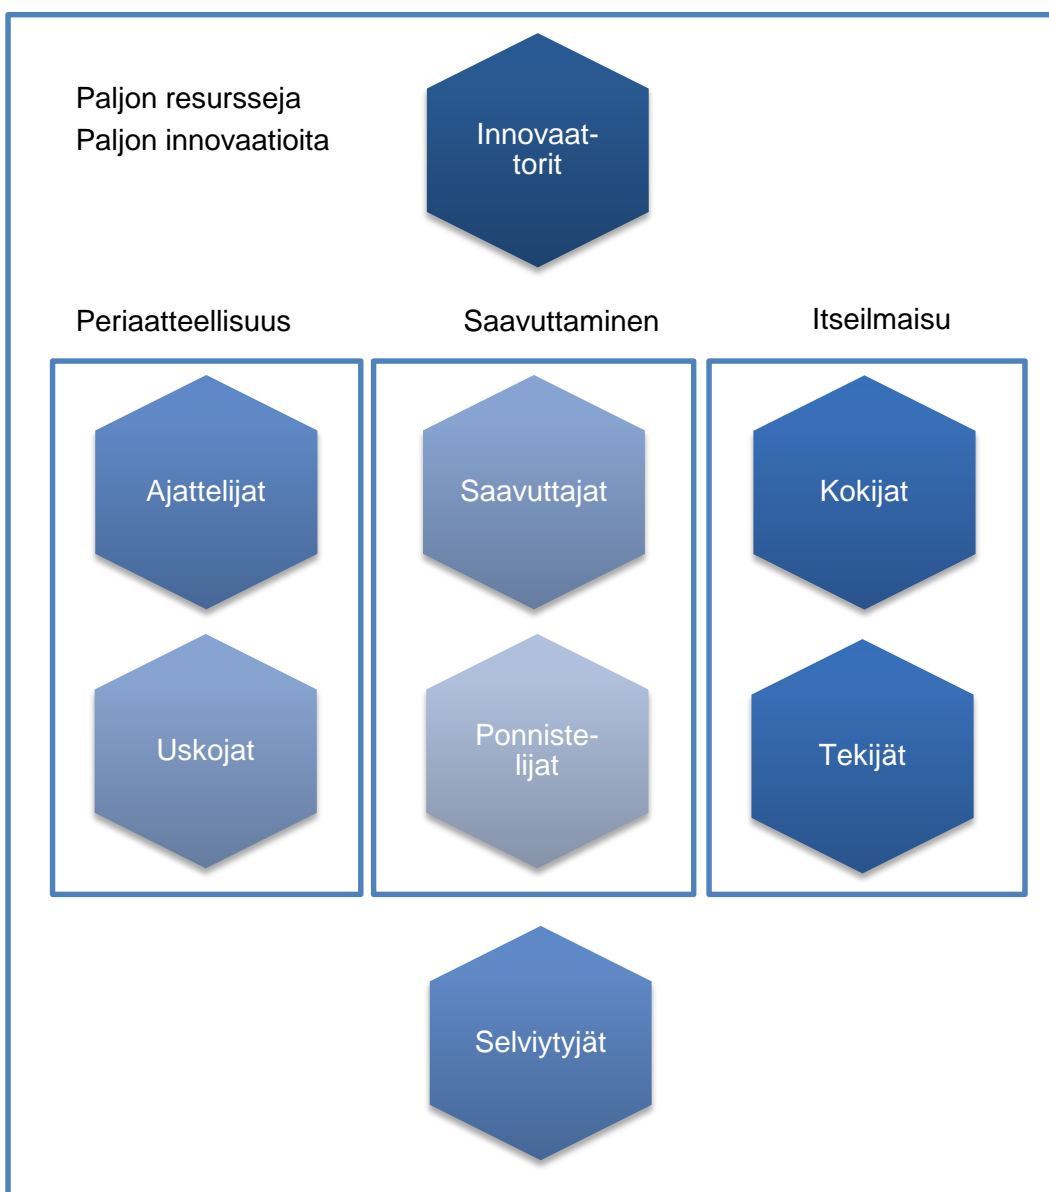 Paljon resursseja
Paljon innovaatioita
Innovaat-
torit
Periaatteellisuus
Saavuttaminen
Itseilmaisu
Ajattelijat
Saavuttajat
Kokijat
Uskojat
Ponniste-
lijat
Tekijät
Selviytyjät